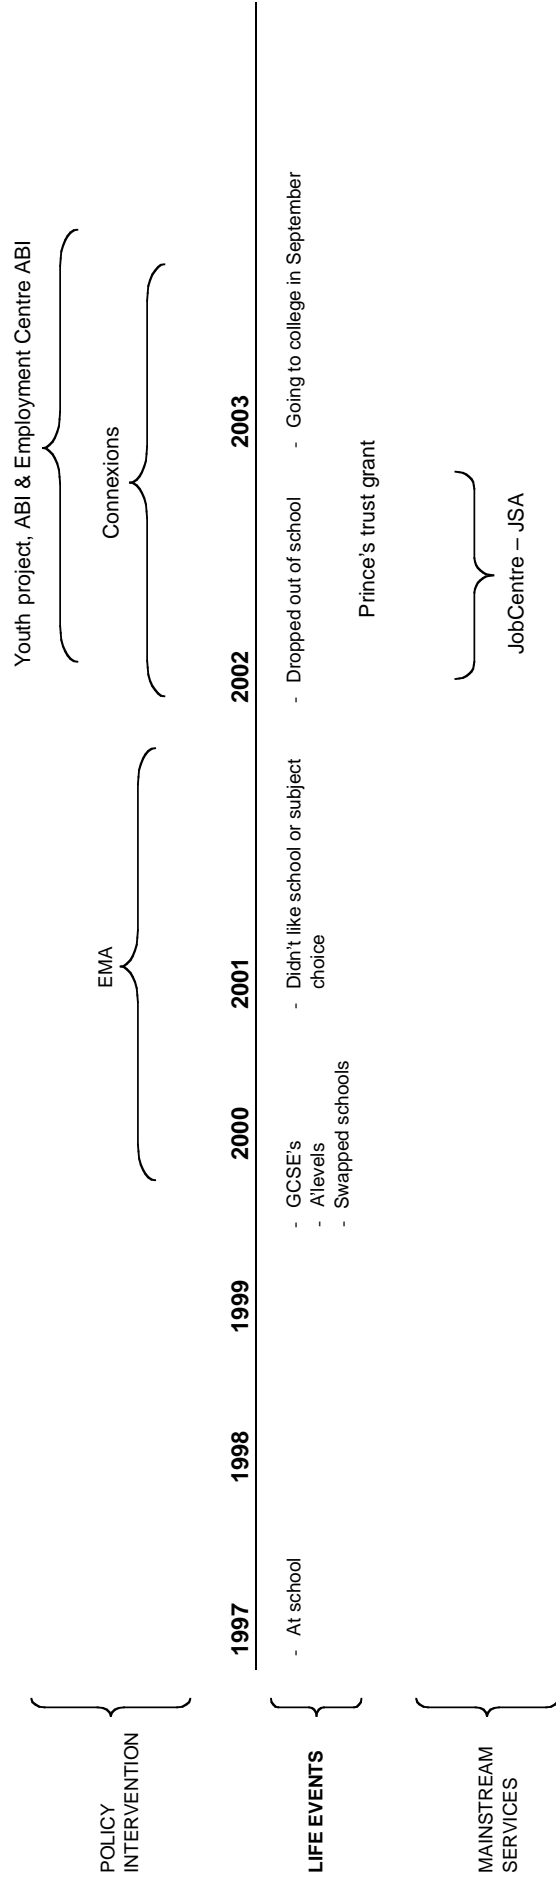 Youth project, ABI & Employment Centre ABI
EMA
Connexions
POLICY
INTERVENTION
1997
1998
1999
2000
2001
2002
2003
LIFE EVENTS
- At school
- GCSE's
- A'levels
- Swapped schools
- Didn't like school or subject
choice
- Dropped out of school
- Going to college in September
Prince's trust grant
MAINSTREAM
SERVICES
JobCentre – JSA